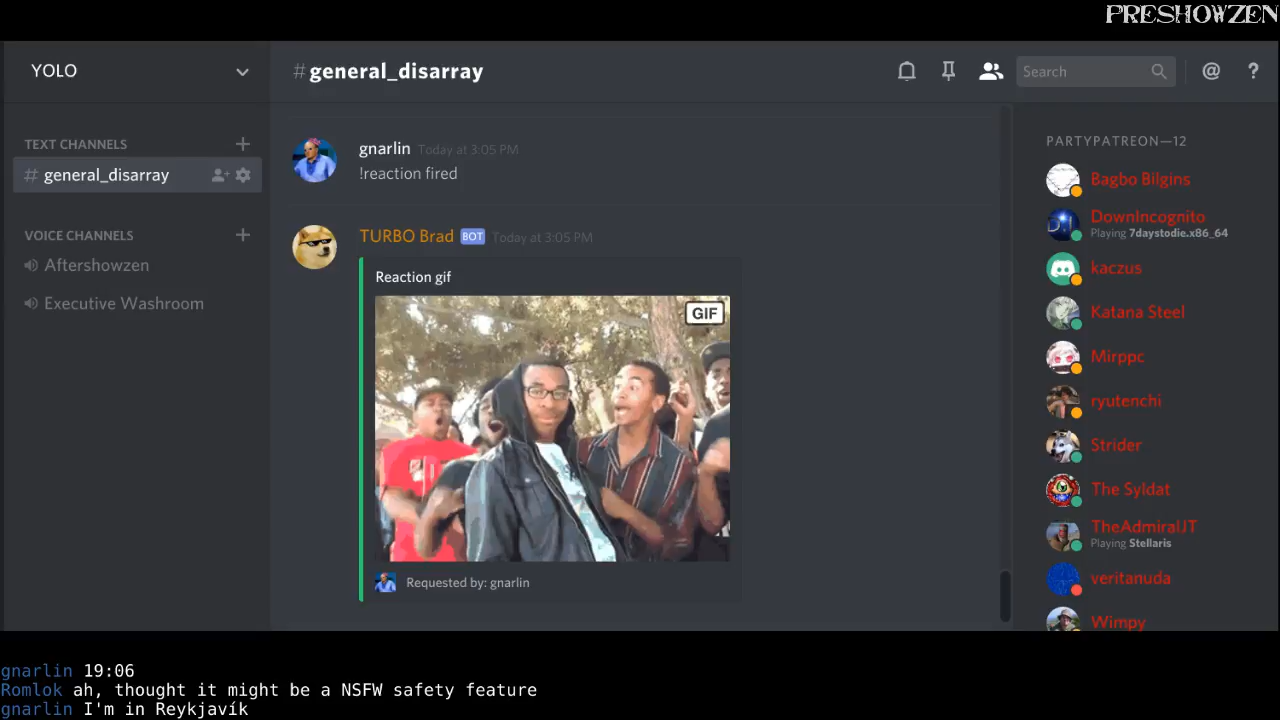 PRESHOWZEN
YOLO
# general_disarray
Search
@
?
TEXT CHANNELS
# general_disarray
VOICE CHANNELS
Aftershowzen
Executive Washroom
gnarlin Today at 3:05 PM
!reaction fired
TURBO Brad BOT Today at 3:05 PM
Reaction gif
GIF
Requested by: gnarlin
PARTYPATREON—12
Bagbo Bilgins
DownIncognito
Playing 7daystodie.x86_64
kaczus
Katana Steel
Mirppc
ryutenchi
Strider
The Syldat
TheAdmiralJT
Playing Stellaris
veritanuda
Wimpy
gnarlin 19:06
Romlok ah, thought it might be a NSFW safety feature
gnarlin I'm in Reykjavík